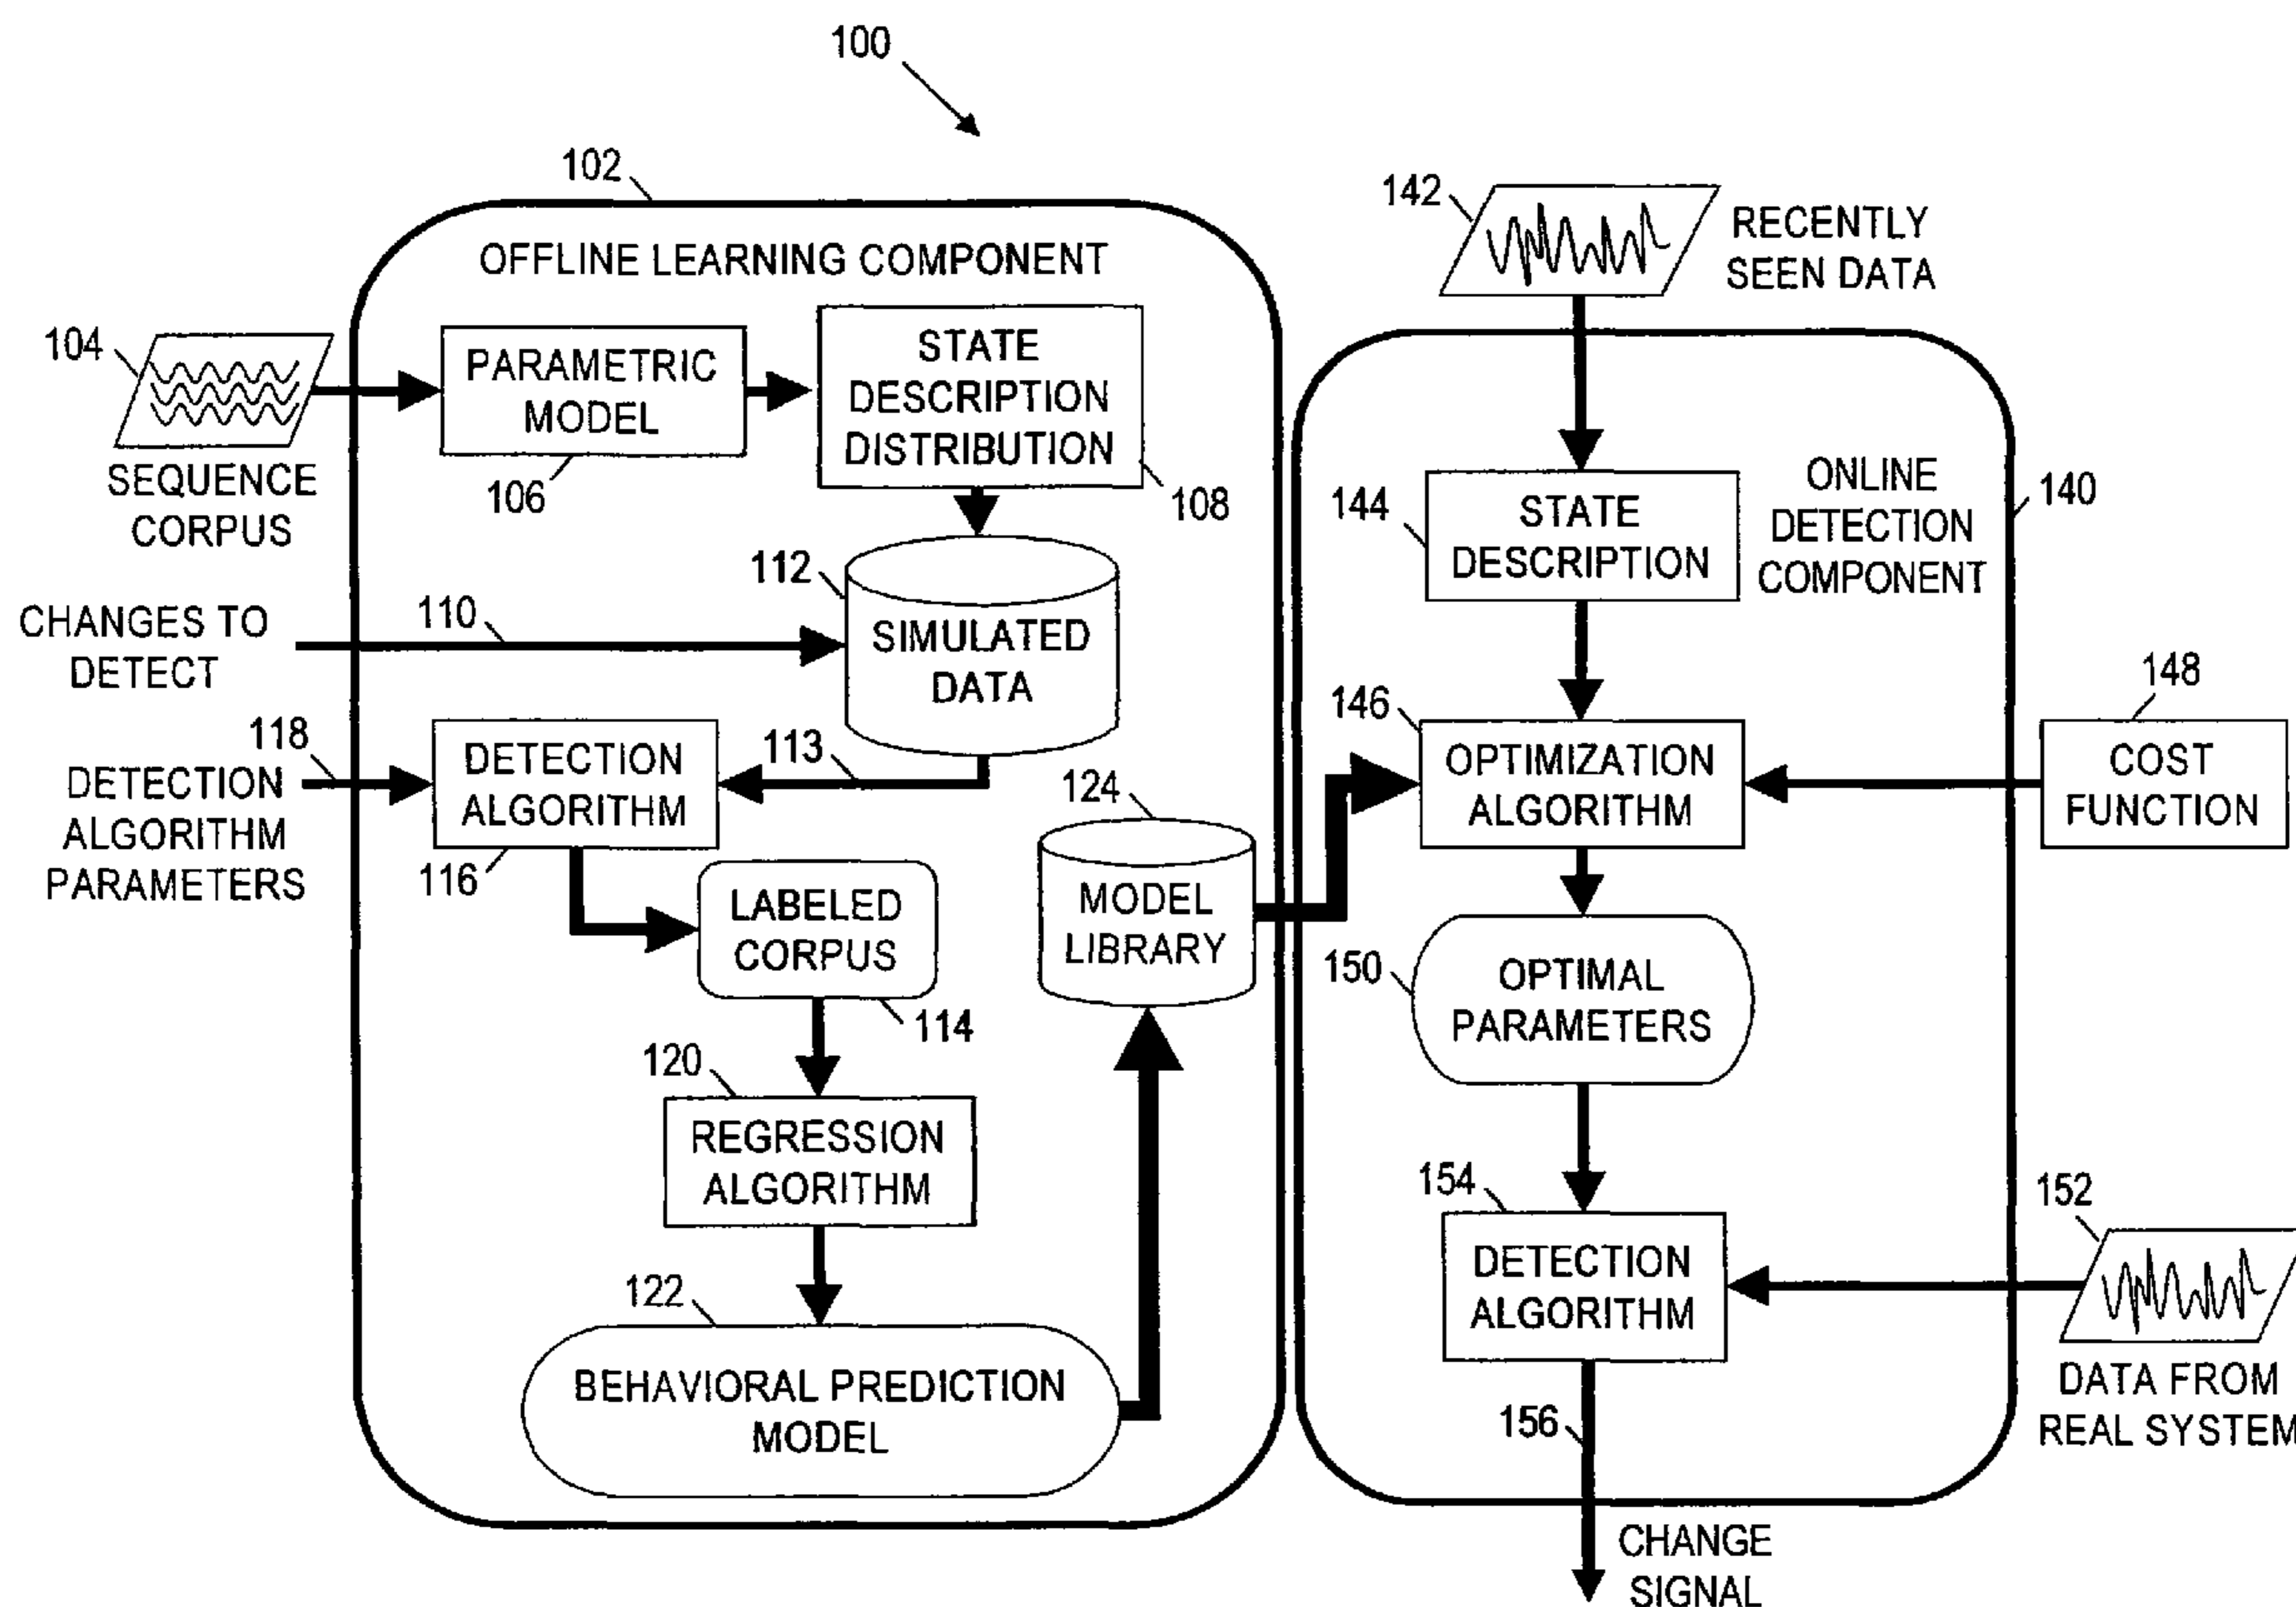 100
102
OFFLINE LEARNING COMPONENT
104
SEQUENCE
CORPUS
PARAMETRIC
MODEL
106
STATE
DESCRIPTION
DISTRIBUTION
108
CHANGES TO
DETECT
110
112
SIMULATED
DATA
118
DETECTION
ALGORITHM
PARAMETERS
DETECTION
ALGORITHM
116
113
LABELED
CORPUS
114
120
REGRESSION
ALGORITHM
122
BEHAVIORAL PREDICTION
MODEL
124
MODEL
LIBRARY
142
RECENTLY
SEEN DATA
144
STATE
DESCRIPTION
ONLINE
DETECTION
COMPONENT
140
146
OPTIMIZATION
ALGORITHM
148
COST
FUNCTION
150
OPTIMAL
PARAMETERS
154
DETECTION
ALGORITHM
152
DATA FROM
REAL SYSTEM
156
CHANGE
SIGNAL